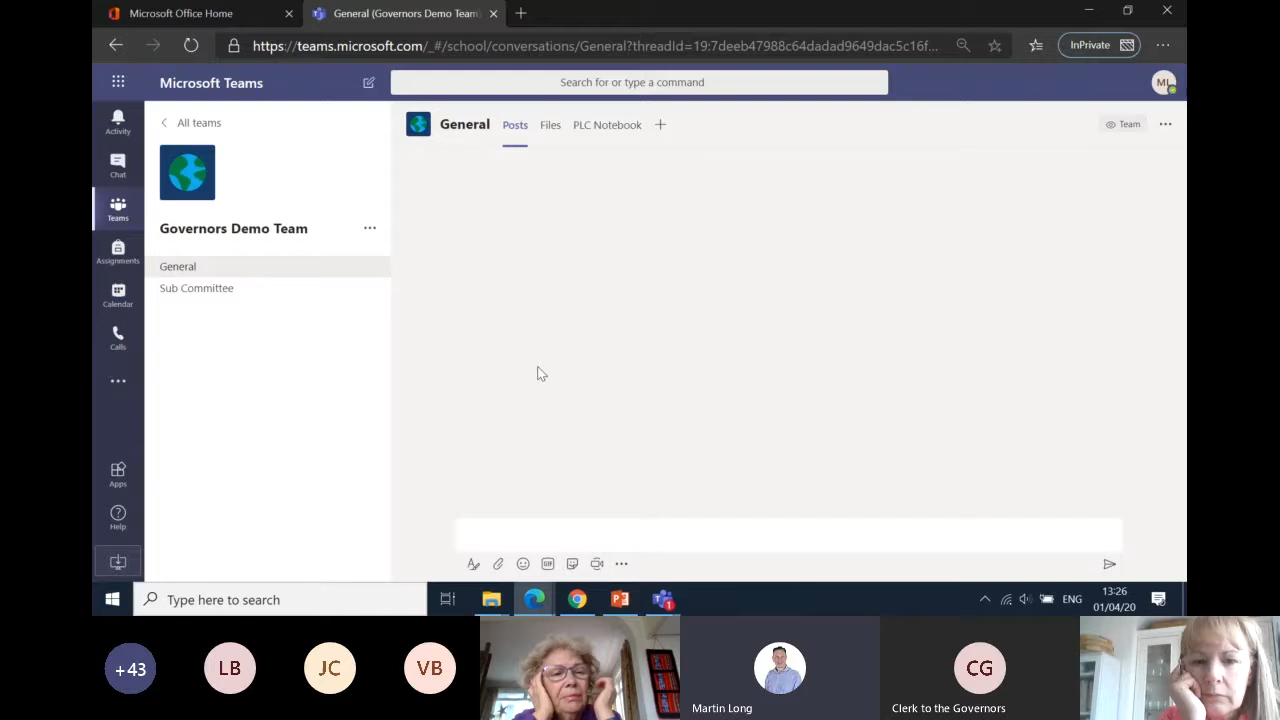 Microsoft Office Home
General (Governors Demo Team
https://teams.microsoft.com/_#/school/conversations/General?threadId=19:7deeb47988c64dadad9649dac5c16f...
InPrivate
Microsoft Teams
Search for or type a command
ML
Activity
Chat
Teams
Assignments
Calendar
Calls
Apps
Help
All teams
Governors Demo Team
General
Sub Committee
General
Posts
Files
PLC Notebook
Team
GIF
Type here to search
1
ENG
13:26
01/04/20
+43
LB
JC
VB
Martin Long
CG
Clerk to the Governors